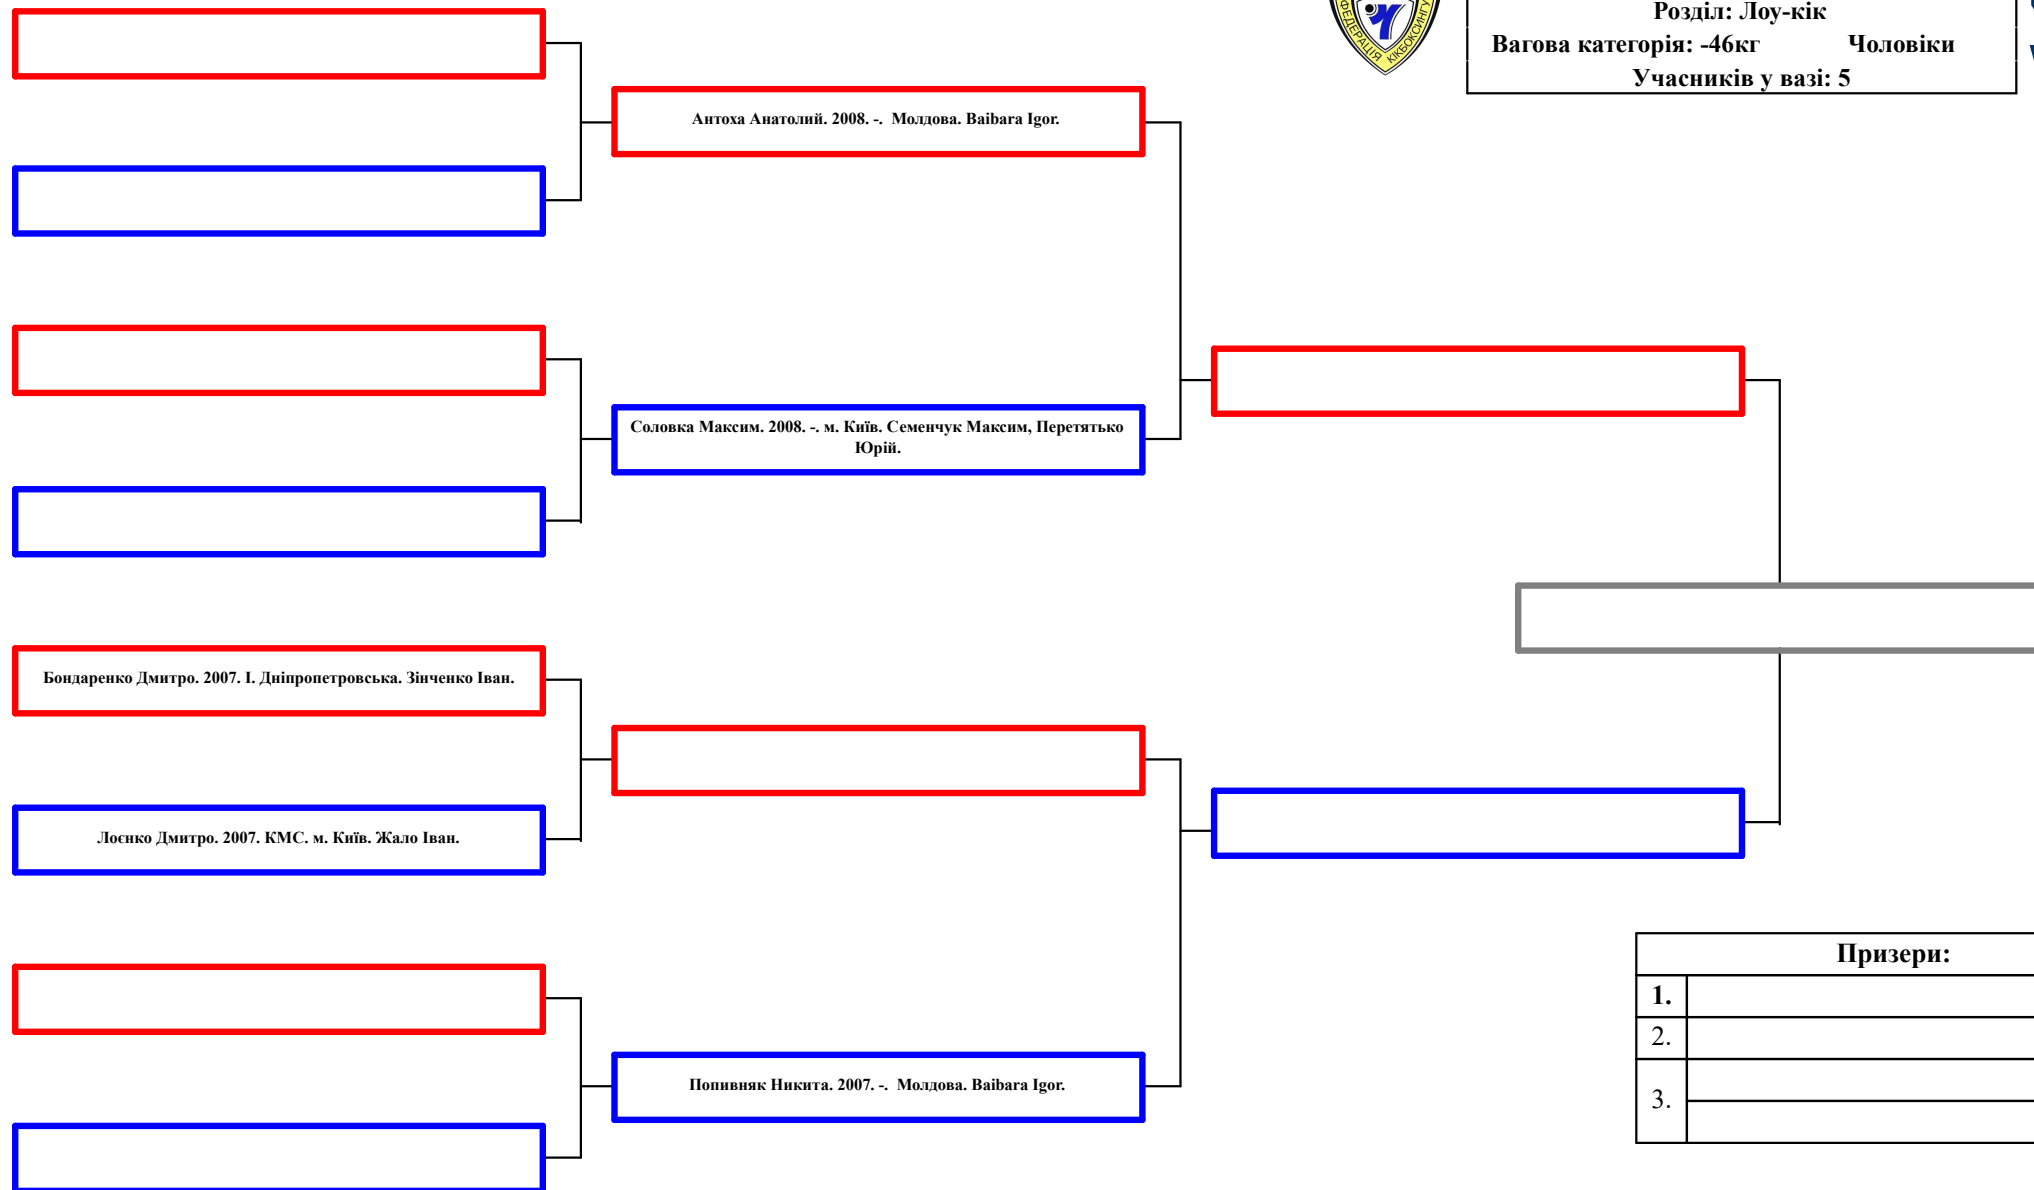 ФЕДЕРАЦІЯ КІКБОКСИНГУ
Розділ: Лоу-кік
Вагова категорія: -46кг Чоловіки
Учасників у вазі: 5
Антоха Анатолий. 2008. -. Молдова. Baibara Igor.
Соловка Максим. 2008. -. м. Київ. Семенчук Максим, Перетятько
Юрій.
Бондаренко Дмитро. 2007. І. Дніпропетровська. Зінченко Іван.
Лоєнко Дмитро. 2007. КМС. м. Київ. Жало Іван.
Попивняк Никита. 2007. -. Молдова. Baibara Igor.
Призери:
1.
2.
3.